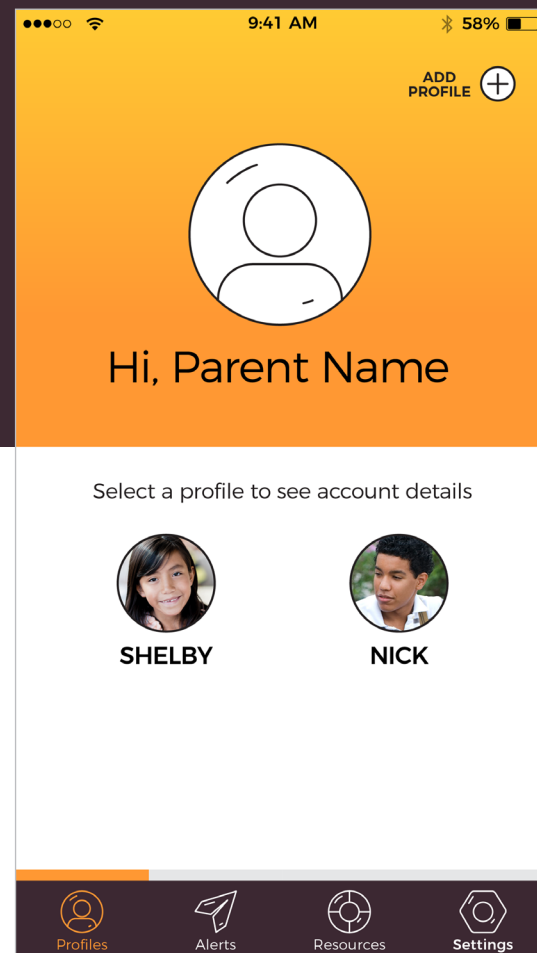 9:41 AM
58%
ADD
PROFILE
Hi, Parent Name
Select a profile to see account details
SHELBY
NICK
Profiles
Alerts
Resources
Settings